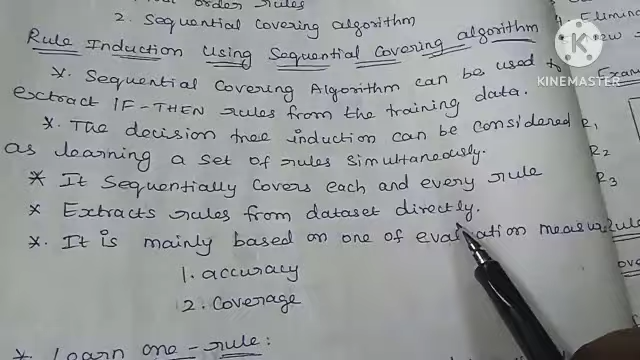 order rules
2. Sequential covering algorithm
Rule Induction Using Sequential Covering algorithm
*. Sequential Covering Algorithm can be used to
extract IF-THEN rules from the training data.
*. The decision tree induction can be considered
as learning a set of rules simultaneously.
* It sequentially covers each and every rule
* Extracts rules from dataset directly.
*. It is mainly based on one of evaluation measure
1. accuracy
2. Coverage
* Learn one-rule:
KINEMASTER
R1
R2
R3